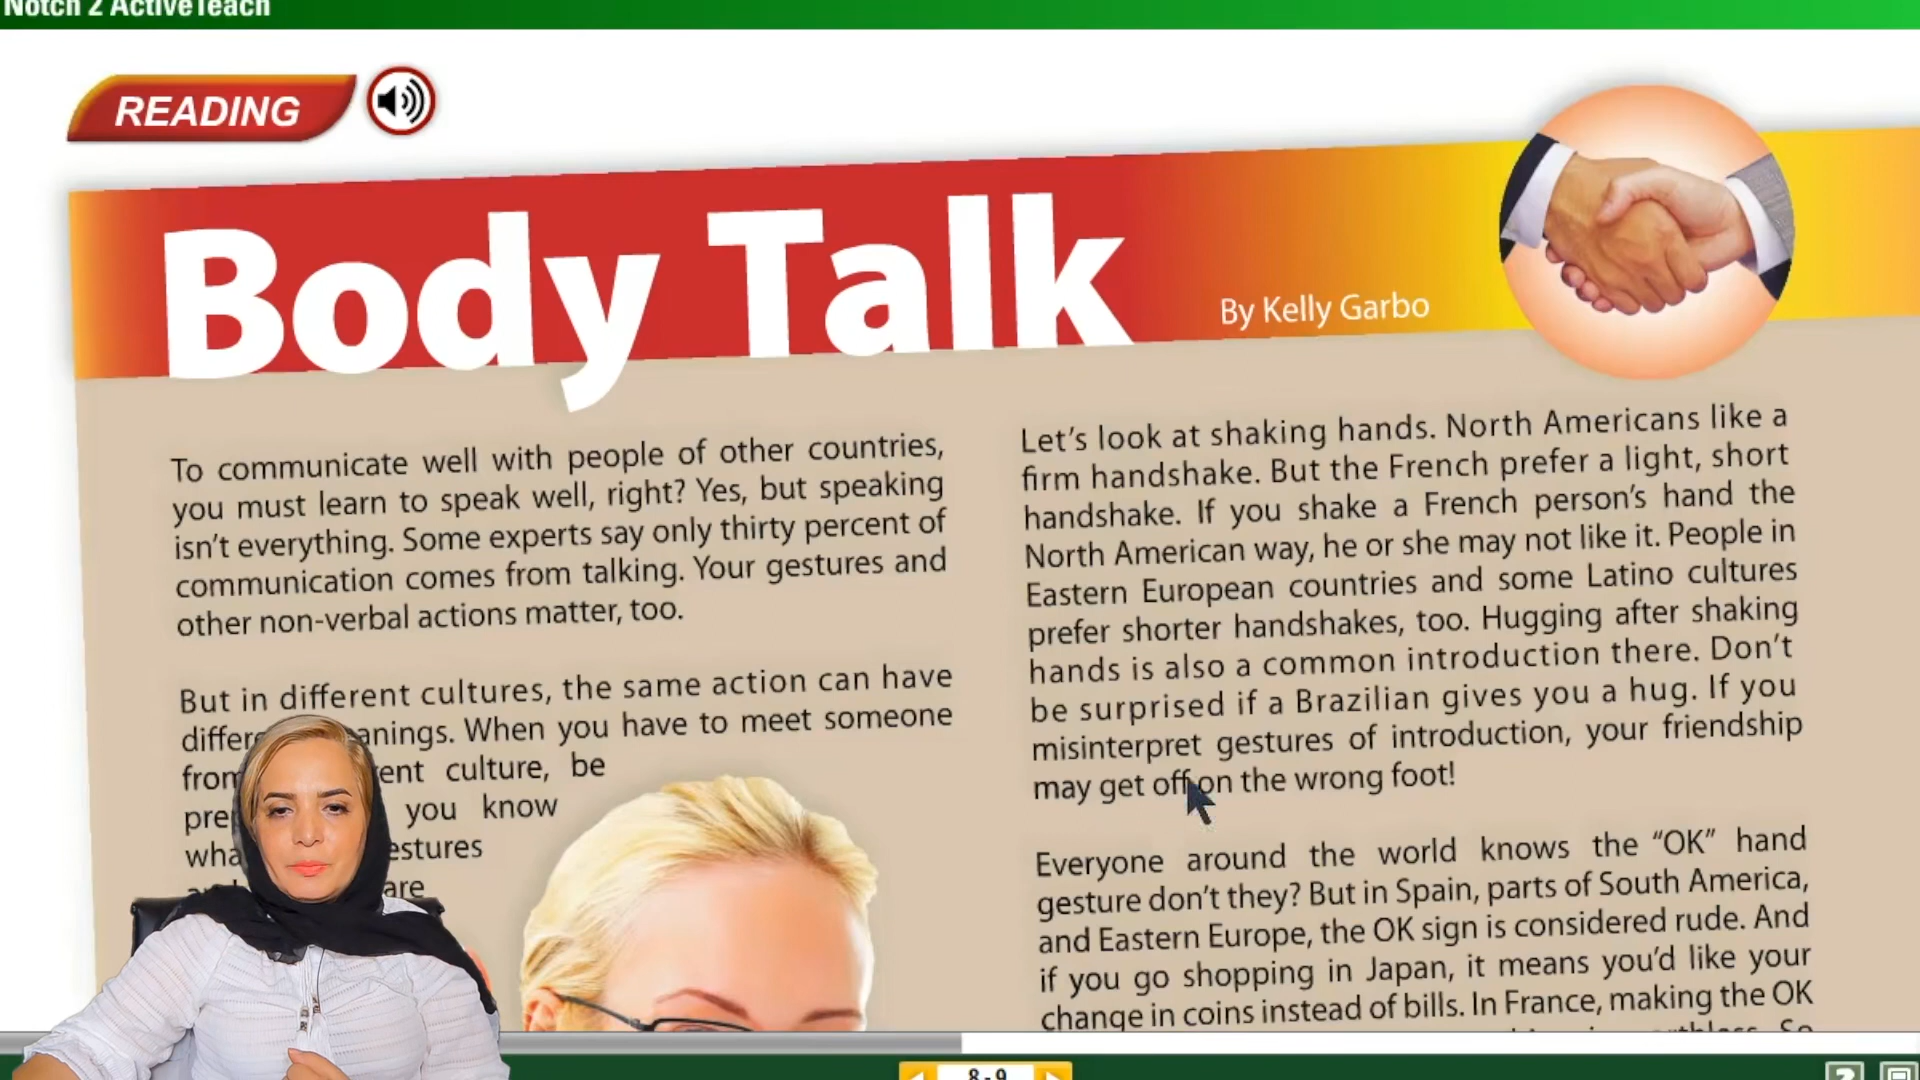 Notch 2 ActiveTeach
READING
Body Talk
By Kelly Garbo
To communicate well with people of other countries,
you must learn to speak well, right? Yes, but speaking
isn't everything. Some experts say only thirty percent of
communication comes from talking. Your gestures and
other non-verbal actions matter, too.
But in different cultures, the same action can have
meanings. When you have to meet someone
culture, be
you know
are
Let's look at shaking hands. North Americans like a
firm handshake. But the French prefer a light, short
handshake. If you shake a French person's hand the
North American way, he or she may not like it. People in
Eastern European countries and some Latino cultures
prefer shorter handshakes, too. Hugging after shaking
hands is also a common introduction there. Don't
be surprised if a Brazilian gives you a hug. If you
misinterpret gestures of introduction, your friendship
may get off on the wrong foot!
Everyone around the world knows the "OK" hand
gesture don't they? But in Spain, parts of South America,
and Eastern Europe, the OK sign is considered rude. And
if you go shopping in Japan, it means you'd like your
change in coins instead of bills. In France, making the OK
So
8-9
?